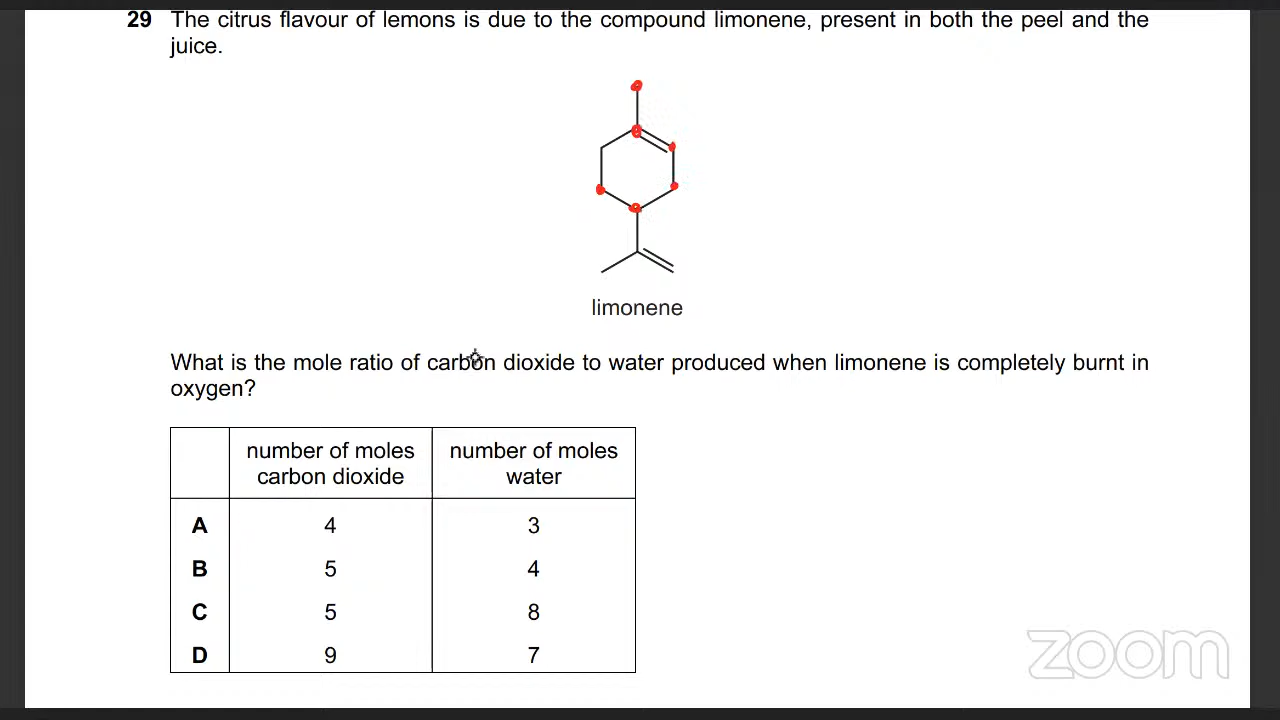 29 The citrus flavour of lemons is due to the compound limonene, present in both the peel and the
juice.
limonene
What is the mole ratio of carbon dioxide to water produced when limonene is completely burnt in
oxygen?
number of moles carbon dioxide number of moles water
A 4 3
B 5 4
C 5 8
D 9 7
zoom